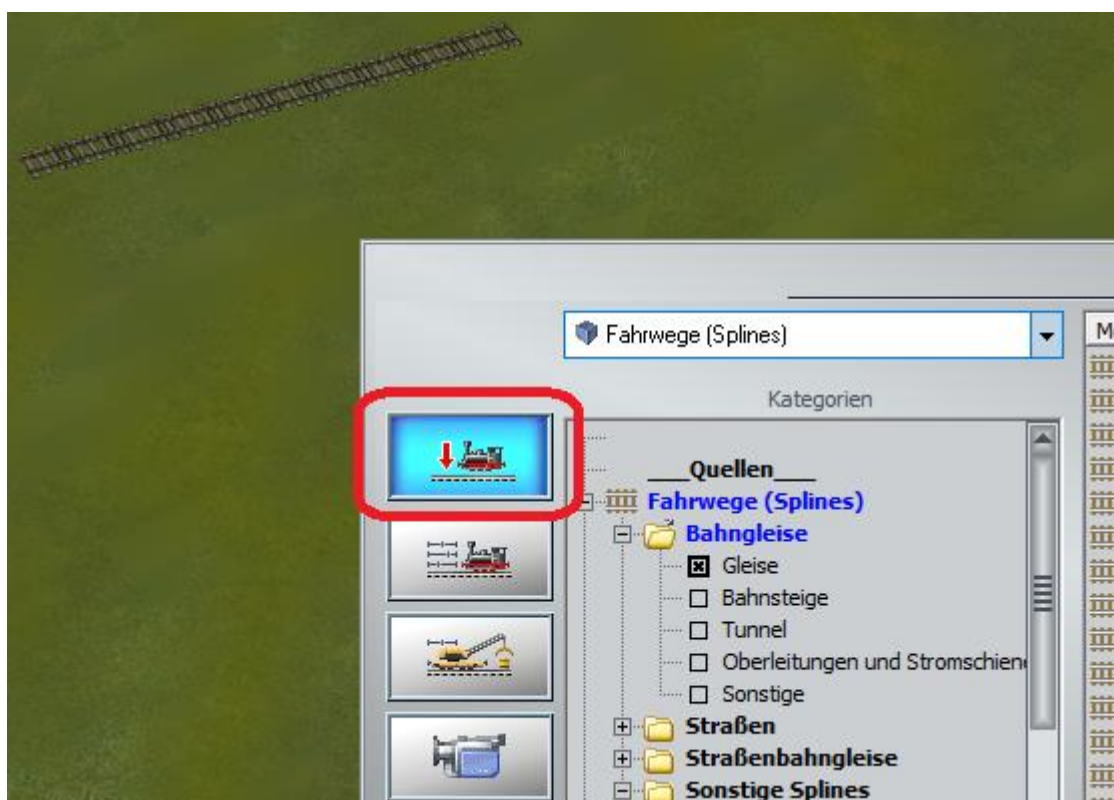 Fahrwege (Splines)
M
Kategorien
___Quellen___
Fahrwege (Splines)
Bahngleise
Gleise
Bahnsteige
Tunnel
Oberleitungen und Stromschien
Sonstige
Straßen
Straßenbahngleise
Sonstige Splines